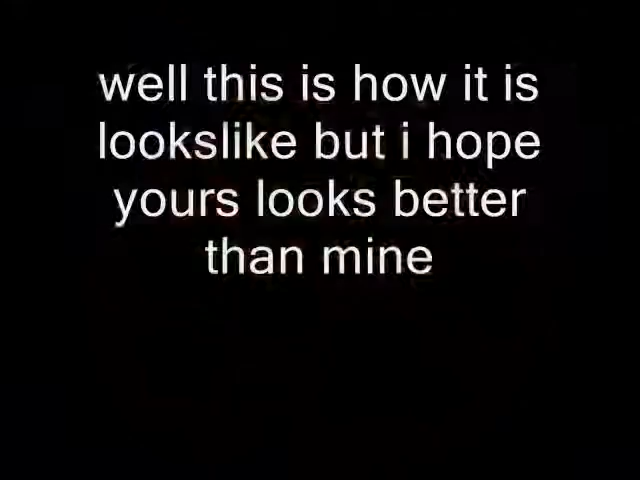 well this is how it is
lookslike but i hope
yours looks better
than mine